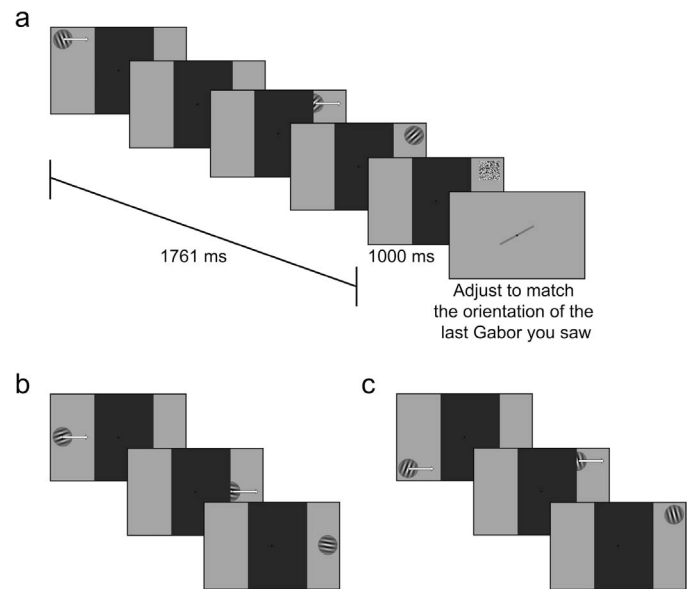 a
1761 ms
1000 ms
Adjust to match
the orientation of the
last Gabor you saw
b
c